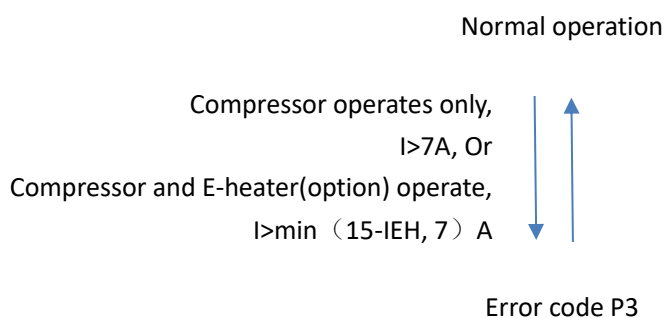 Normal operation
Compressor operates only,
I>7A, Or
Compressor and E-heater(option) operate,
I>min（15-IEH, 7）A
Error code P3